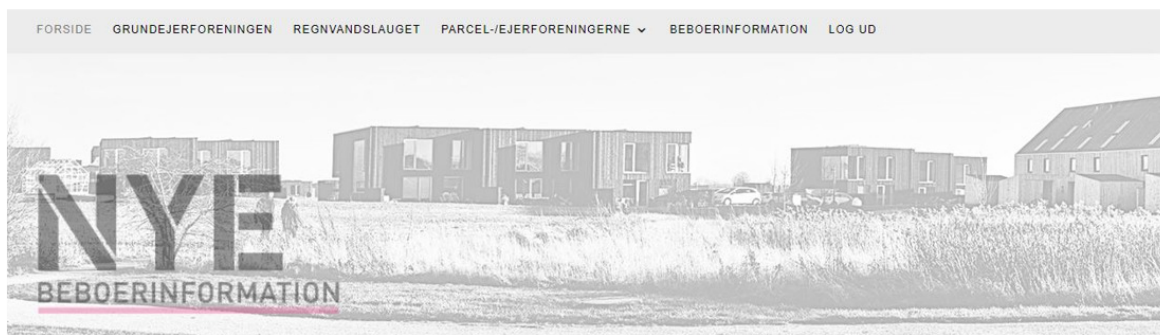 FORSIDE GRUNDEJERFORENINGEN REGNVANDSLAUGET PARCEL-/EJERFORENINGERNE BEBOERINFORMATION LOG UD
NYE
BEBOERINFORMATION